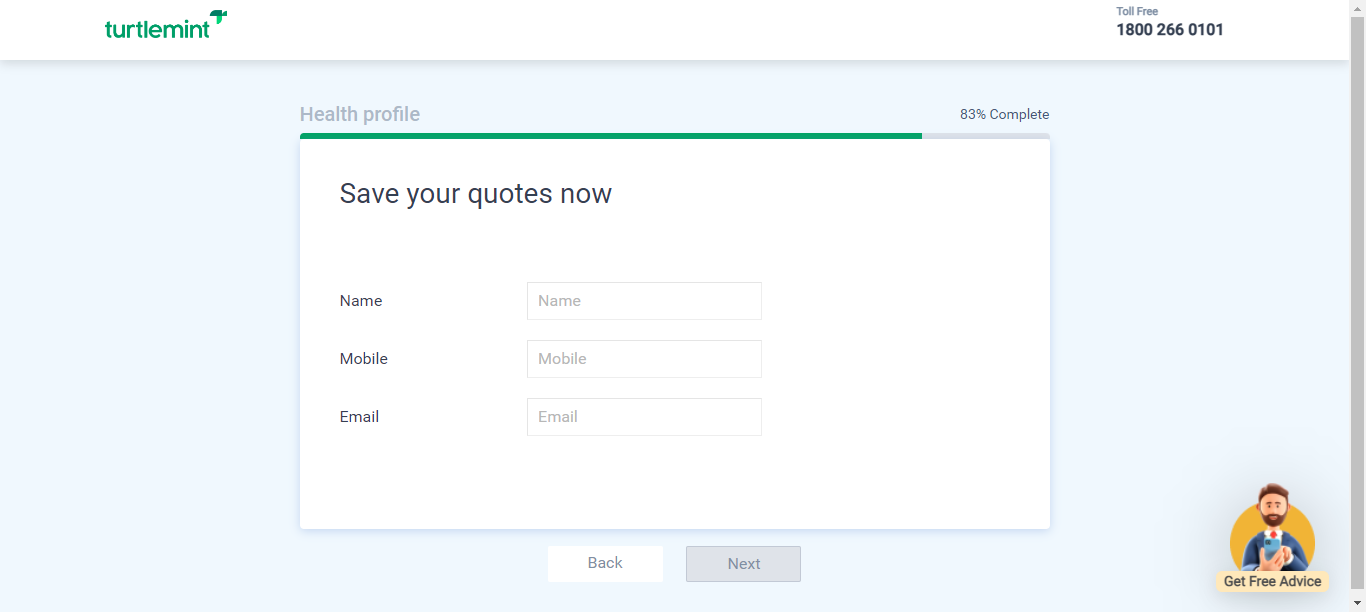 turtlemint
Toll Free
1800 266 0101
Health profile
83% Complete
Save your quotes now
Name
Name
Mobile
Mobile
Email
Email
Back
Next
Get Free Advice